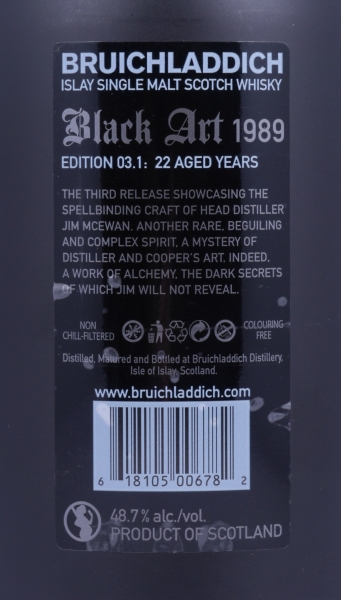 BRUICHLADDICH
ISLAY SINGLE MALT SCOTCH WHISKY
Black Art 1989
EDITION 03.1: 22 AGED YEARS
THE THIRD RELEASE SHOWCASING THE
SPELLBINDING CRAFT OF HEAD DISTILLER
JIM MCEWAN. ANOTHER RARE, BEGUILING
AND COMPLEX SPIRIT, A MYSTERY OF
DISTILLER AND COOPER'S ART. INDEED.
A WORK OF ALCHEMY, THE DARK SECRETS
OF WHICH JIM WILL NOT REVEAL.
NON
CHILL-FILTERED
COLOURING
FREE
Distilled, Matured and Bottled at Bruichladdich Distillery,
Isle of Islay, Scotland.
www.bruichladdich.com
6 18105 00678 2
48.7% alc./vol.
PRODUCT OF SCOTLAND